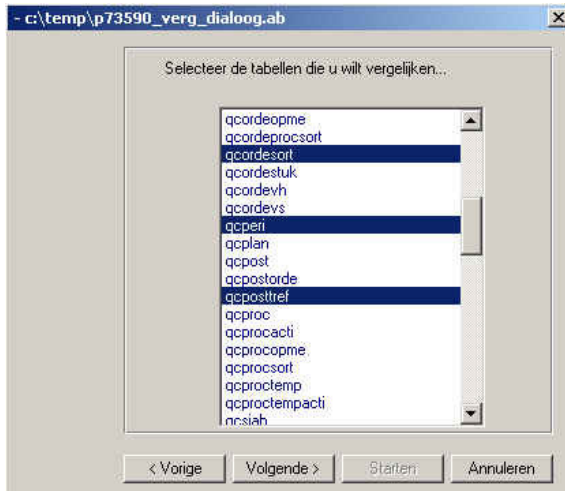 - c:\temp\p73590_verg_dialoog.ab
Selecteer de tabellen die u wilt vergelijken...
qcordeopme
qcordeprocsort
qcordesort
qcordestuk
qcordevh
qcordevs
qcperi
qcplan
qcpost
qcpostorde
qcposttref
qcproc
qcprocacti
qcprocopme
qcprocsort
qcproctemp
qcproctempacti
qcsjab
< Vorige
Volgende >
Starten
Annuleren